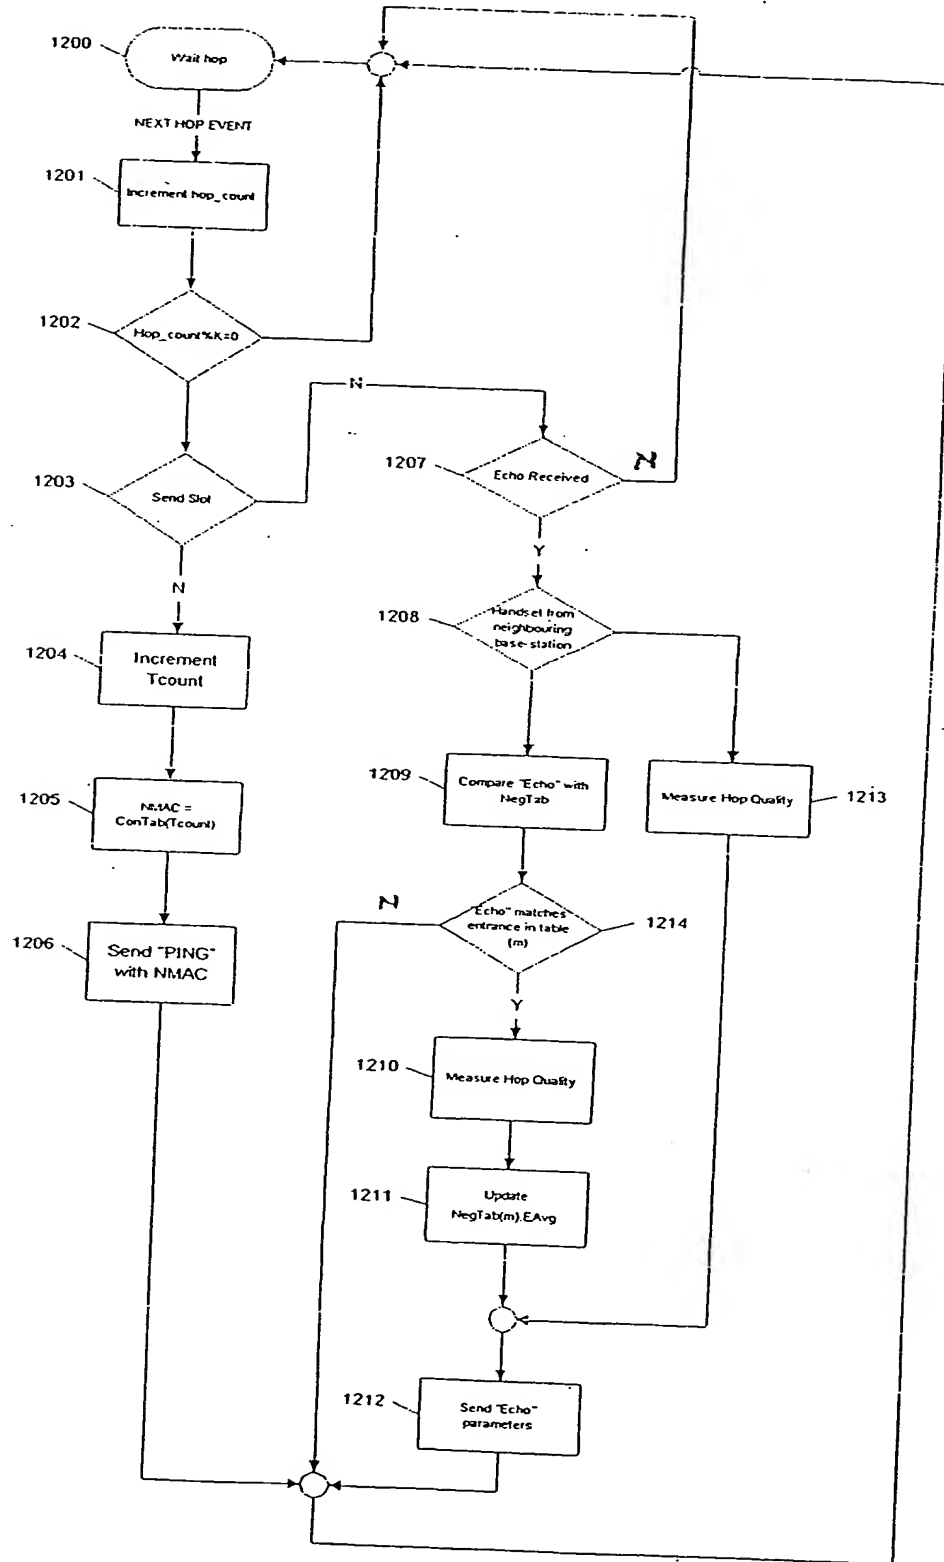 1200
Wait hop
NEXT HOP EVENT
1201
Increment hop_count
1202
Hop_count%K=0
N
1203
Send Slot
1207
Echo Received
N
Y
N
1208
Handset from
neighbouring
base-station
1204
Increment
Tcount
1209
Compare "Echo" with
NegTab
Measure Hop Quality
1213
1205
NMAC =
ConTab(Tcount)
N
"Echo" matches
entrance in table
(m)
1214
1206
Send "PING"
with NMAC
Y
1210
Measure Hop Quality
1211
Update
NegTab(m).EAvg
1212
Send "Echo"
parameters